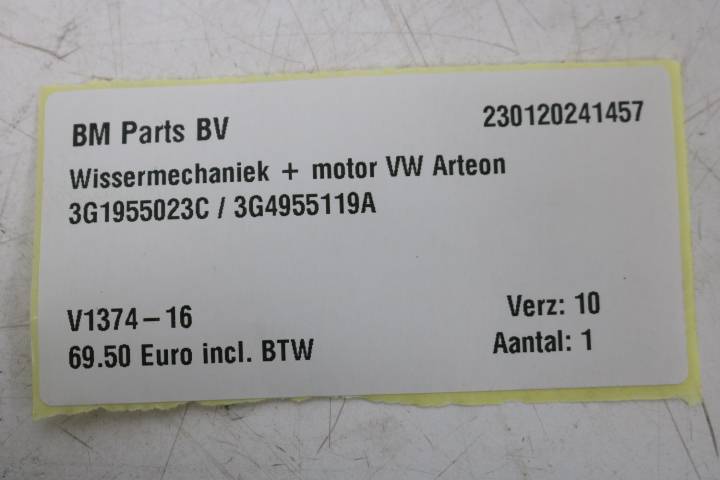 BM Parts BV 230120241457
Wissermechaniek + motor VW Arteon
3G1955023C / 3G4955119A
V1374-16 Verz: 10
69.50 Euro incl. BTW Aantal: 1